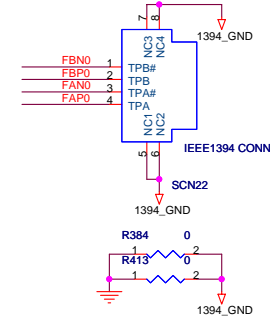 7
8
1394_GND
NC3
NC4
FBN0 1 TPB#
FBP0 2 TPB
FAN0 3 TPA#
FAP0 4 TPA
NC1
NC2
IEEE1394 CONN
5
6
SCN22
1394_GND
R384 0
1 2
R413 0
1 2
1394_GND